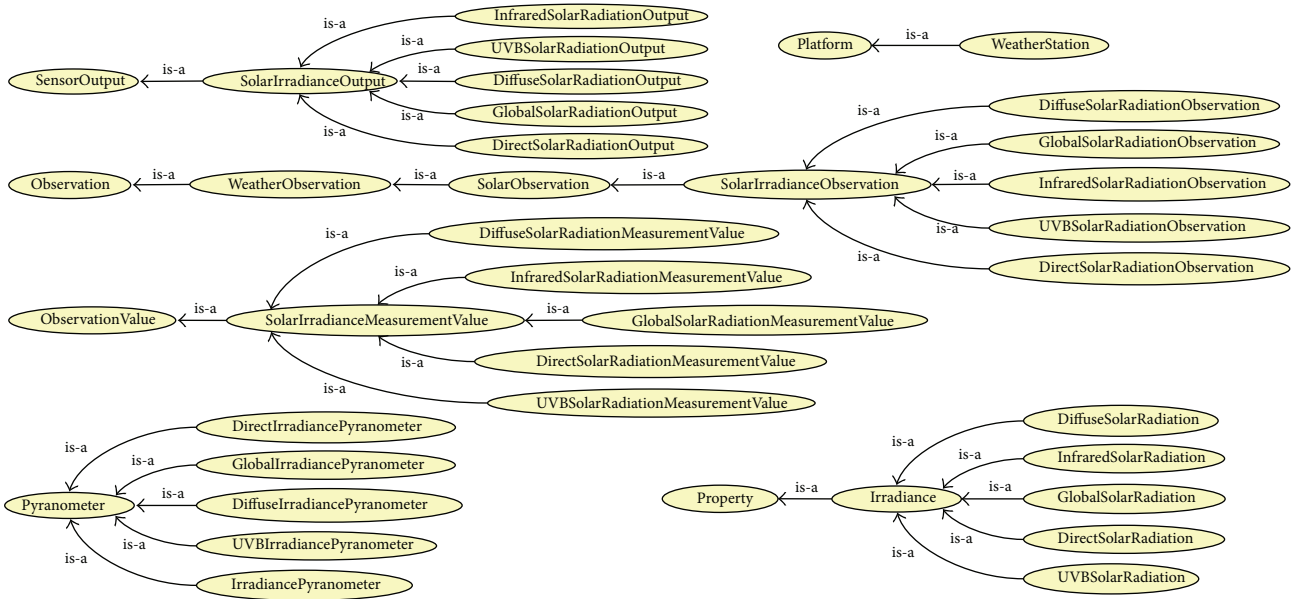 InfraredSolarRadiationOutput
is-a
UVBSolarRadiationOutput
is-a
SensorOutput
is-a
SolarIrradianceOutput
is-a
DiffuseSolarRadiationOutput
is-a
GlobalSolarRadiationOutput
is-a
DirectSolarRadiationOutput
Platform
is-a
WeatherStation
DiffuseSolarRadiationObservation
is-a
GlobalSolarRadiationObservation
is-a
Observation
is-a
WeatherObservation
is-a
SolarObservation
is-a
SolarIrradianceObservation
is-a
InfraredSolarRadiationObservation
is-a
UVBSolarRadiationObservation
is-a
DirectSolarRadiationObservation
DiffuseSolarRadiationMeasurementValue
is-a
InfraredSolarRadiationMeasurementValue
is-a
ObservationValue
is-a
SolarIrradianceMeasurementValue
is-a
GlobalSolarRadiationMeasurementValue
is-a
DirectSolarRadiationMeasurementValue
is-a
UVBSolarRadiationMeasurementValue
DirectIrradiancePyranometer
is-a
GlobalIrradiancePyranometer
is-a
Pyranometer
is-a
DiffuseIrradiancePyranometer
is-a
UVBIrradiancePyranometer
is-a
IrradiancePyranometer
DiffuseSolarRadiation
is-a
InfraredSolarRadiation
is-a
Property
is-a
Irradiance
is-a
GlobalSolarRadiation
is-a
DirectSolarRadiation
is-a
UVBSolarRadiation